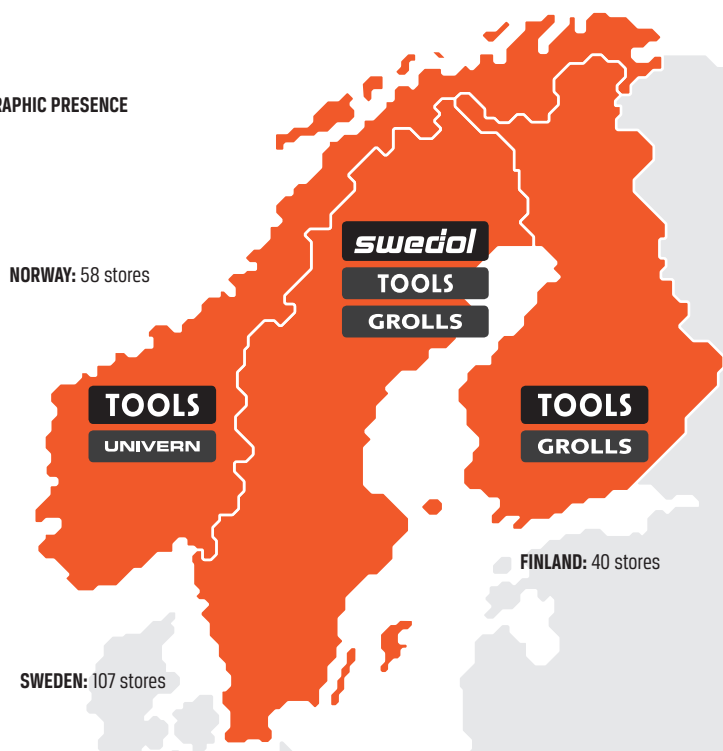 RAPHIC PRESENCE
swedol
TOOLS
GROLLS
NORWAY: 58 stores
TOOLS
UNIVERN
TOOLS
GROLLS
FINLAND: 40 stores
SWEDEN: 107 stores